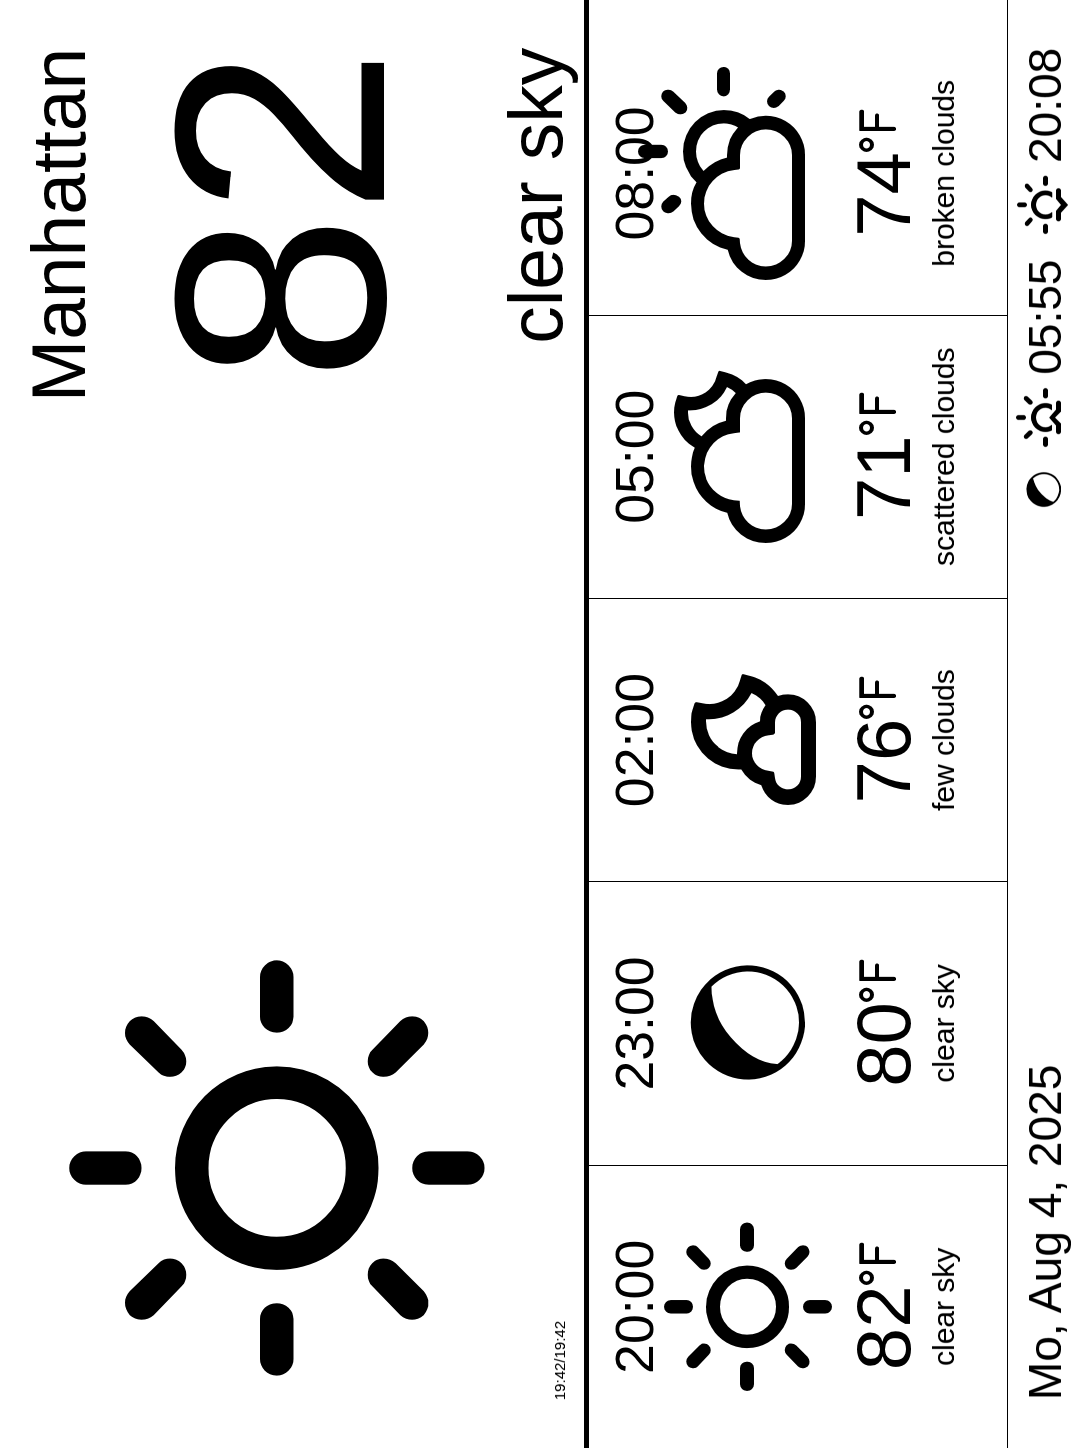 Manhattan
82
clear sky
19:42/19:42
20:00
82°F
clear sky
23:00
80°F
clear sky
02:00
76°F
few clouds
05:00
71°F
scattered clouds
08:00
74°F
broken clouds
Mo, Aug 4, 2025
05:55
20:08